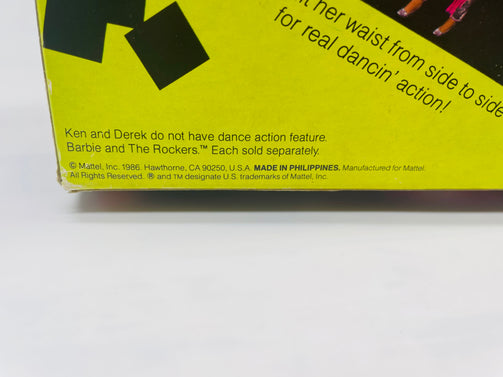 her waist from side to side
for real dancin' action!
Ken and Derek do not have dance action feature.
Barbie and The Rockers.™ Each sold separately.
© Mattel, Inc. 1986. Hawthorne, CA 90250, U.S.A. MADE IN PHILIPPINES. Manufactured for Mattel.
All Rights Reserved. ® and TM designate U.S. trademarks of Mattel, Inc.